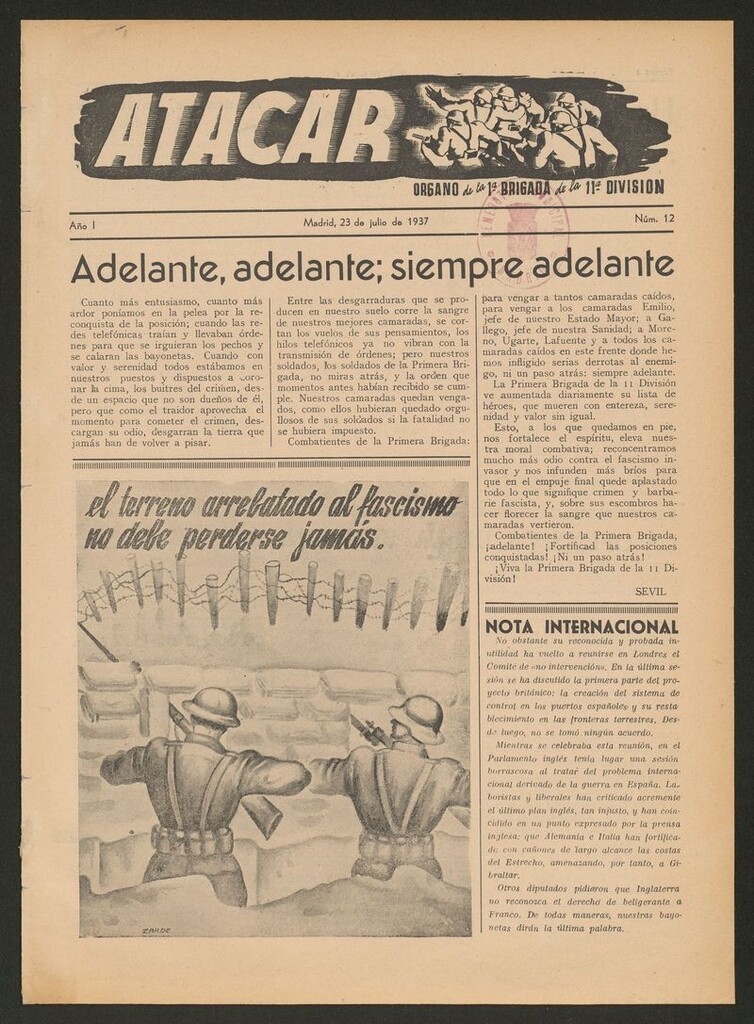 ATACAR
ORGANO de la 1ª BRIGADA de la 11ª DIVISION
Año I
Madrid, 23 de julio de 1937
Núm. 12
Adelante, adelante; siempre adelante
Cuanto más entusiasmo, cuanto más
ardor poníamos en la pelea por la re-
conquista de la posición; cuando las re-
des telefónicas traían y llevaban órde-
nes para que se irguieran los pechos y
se calaran las bayonetas. Cuando con
valor y serenidad todos estábamos en
nuestros puestos y dispuestos a coro-
nar la cima, los buitres del crimen, des-
de un espacio que no son dueños de él,
pero que como el traidor aprovecha el
momento para cometer el crimen, des-
cargan su odio, desgarran la tierra que
jamás han de volver a pisar.
Entre las desgarraduras que se pro-
ducen en nuestro suelo corre la sangre
de nuestros mejores camaradas, se cor-
tan los vuelos de sus pensamientos, los
hilos telefónicos ya no vibran con la
transmisión de órdenes; pero nuestros
soldados, los soldados de la Primera Bri-
gada, no miras atrás, y la orden que
momentos antes habían recibido se cum-
ple. Nuestros camaradas quedan venga-
dos, como ellos hubieran quedado orgu-
llosos de sus soldados si la fatalidad no
se hubiera impuesto.
Combatientes de la Primera Brigada:
para vengar a tantos camaradas caídos,
para vengar a los camaradas Emilio,
jefe de nuestro Estado Mayor; a Ga-
llego, jefe de nuestra Sanidad; a More-
no, Ugarte, Lafuente y a todos los ca-
maradas caídos en este frente donde he-
mos infligido serias derrotas al enemi-
go, ni un paso atrás: siempre adelante.
La Primera Brigada de la 11 División
ve aumentada diariamente su lista de
héroes, que mueren con entereza, sere-
nidad y valor sin igual.
Esto, a los que quedamos en pie,
nos fortalece el espíritu, eleva nues-
tra moral combativa; reconcentramos
mucho más odio contra el fascismo in-
vasor y nos infunden más bríos para
que en el empuje final quede aplastado
todo lo que signifique crimen y barba-
rie fascista, y, sobre sus escombros ha-
cer florecer la sangre que nuestros ca-
maradas vertieron.
Combatientes de la Primera Brigada,
¡adelante! ¡Fortificad las posiciones
conquistadas! ¡Ni un paso atrás!
¡Viva la Primera Brigada de la 11 Di-
visión!
SEVIL
el terreno arrebatado al fascismo
no debe perderse jamás.
ZARDE
NOTA INTERNACIONAL
No obstante su reconocida y probada in-
utilidad ha vuelto a reunirse en Londres el
Comité de «no intervención». En la última se-
sión se ha discutido la primera parte del pro-
yecto británico: la creación del sistema de
control en los puertos españoles y su resta
blecimiento en las fronteras terrestres. Des-
de luego, no se tomó ningún acuerdo.
Mientras se celebraba esta reunión, en el
Parlamento inglés tenía lugar una sesión
borrascosa al tratar del problema interna-
cional derivado de la guerra en España. La-
boristas y liberales han criticado acremente
el último plan inglés, tan injusto, y han coin-
cidido en un punto expresado por la prensa
inglesa: que Alemania e Italia han fortifica-
do con cañones de largo alcance las costas
del Estrecho, amenazando, por tanto, a Gi-
braltar.
Otros diputados pidieron que Inglaterra
no reconozca el derecho de beligerante a
Franco. De todas maneras, nuestras bayo-
netas dirán la última palabra.